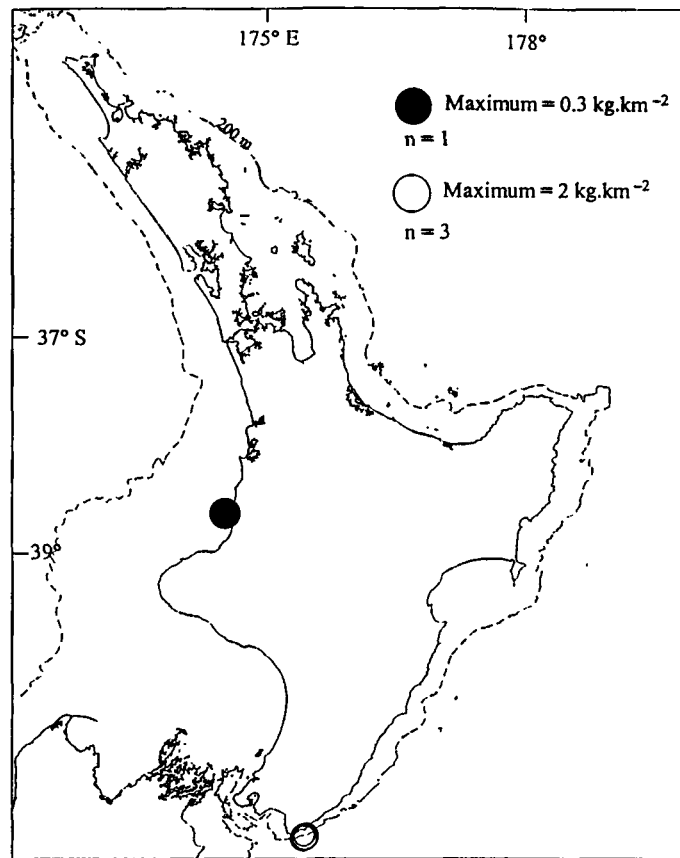 175° E
178°
Maximum = 0.3 kg.km⁻²
n = 1
200 m
Maximum = 2 kg.km⁻²
n = 3
37° S
39°